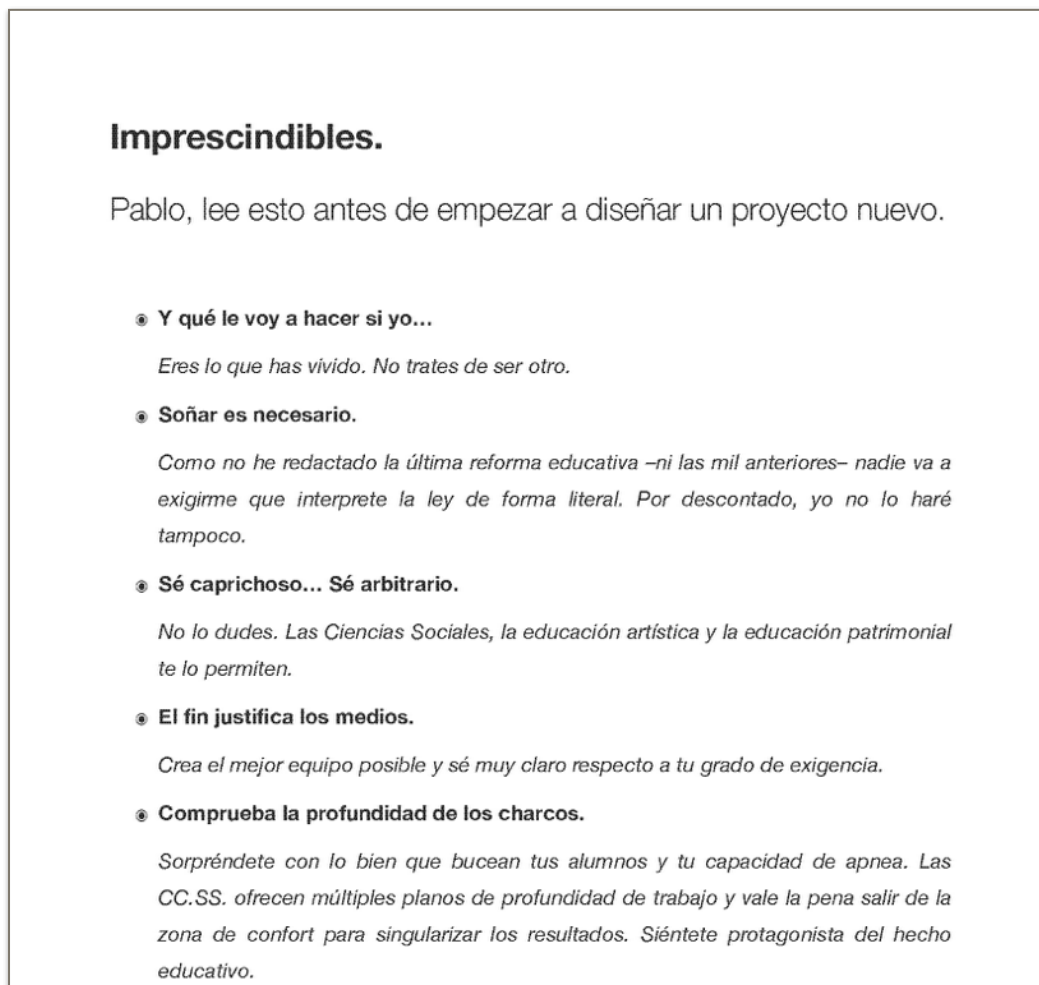 Imprescindibles.
Pablo, lee esto antes de empezar a diseñar un proyecto nuevo.
◉ Y qué le voy a hacer si yo…
Eres lo que has vivido. No trates de ser otro.
◉ Soñar es necesario.
Como no he redactado la última reforma educativa –ni las mil anteriores– nadie va a
exigirme que interprete la ley de forma literal. Por descontado, yo no lo haré
tampoco.
◉ Sé caprichoso… Sé arbitrario.
No lo dudes. Las Ciencias Sociales, la educación artística y la educación patrimonial
te lo permiten.
◉ El fin justifica los medios.
Crea el mejor equipo posible y sé muy claro respecto a tu grado de exigencia.
◉ Comprueba la profundidad de los charcos.
Sorpréndete con lo bien que bucean tus alumnos y tu capacidad de apnea. Las
CC.SS. ofrecen múltiples planos de profundidad de trabajo y vale la pena salir de la
zona de confort para singularizar los resultados. Siéntete protagonista del hecho
educativo.